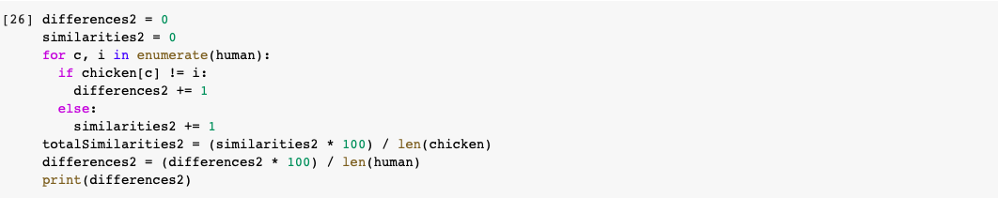 [26] differences2 = 0
     similarities2 = 0
     for c, i in enumerate(human):
       if chicken[c] != i:
         differences2 += 1
       else:
         similarities2 += 1
     totalSimilarities2 = (similarities2 * 100) / len(chicken)
     differences2 = (differences2 * 100) / len(human)
     print(differences2)